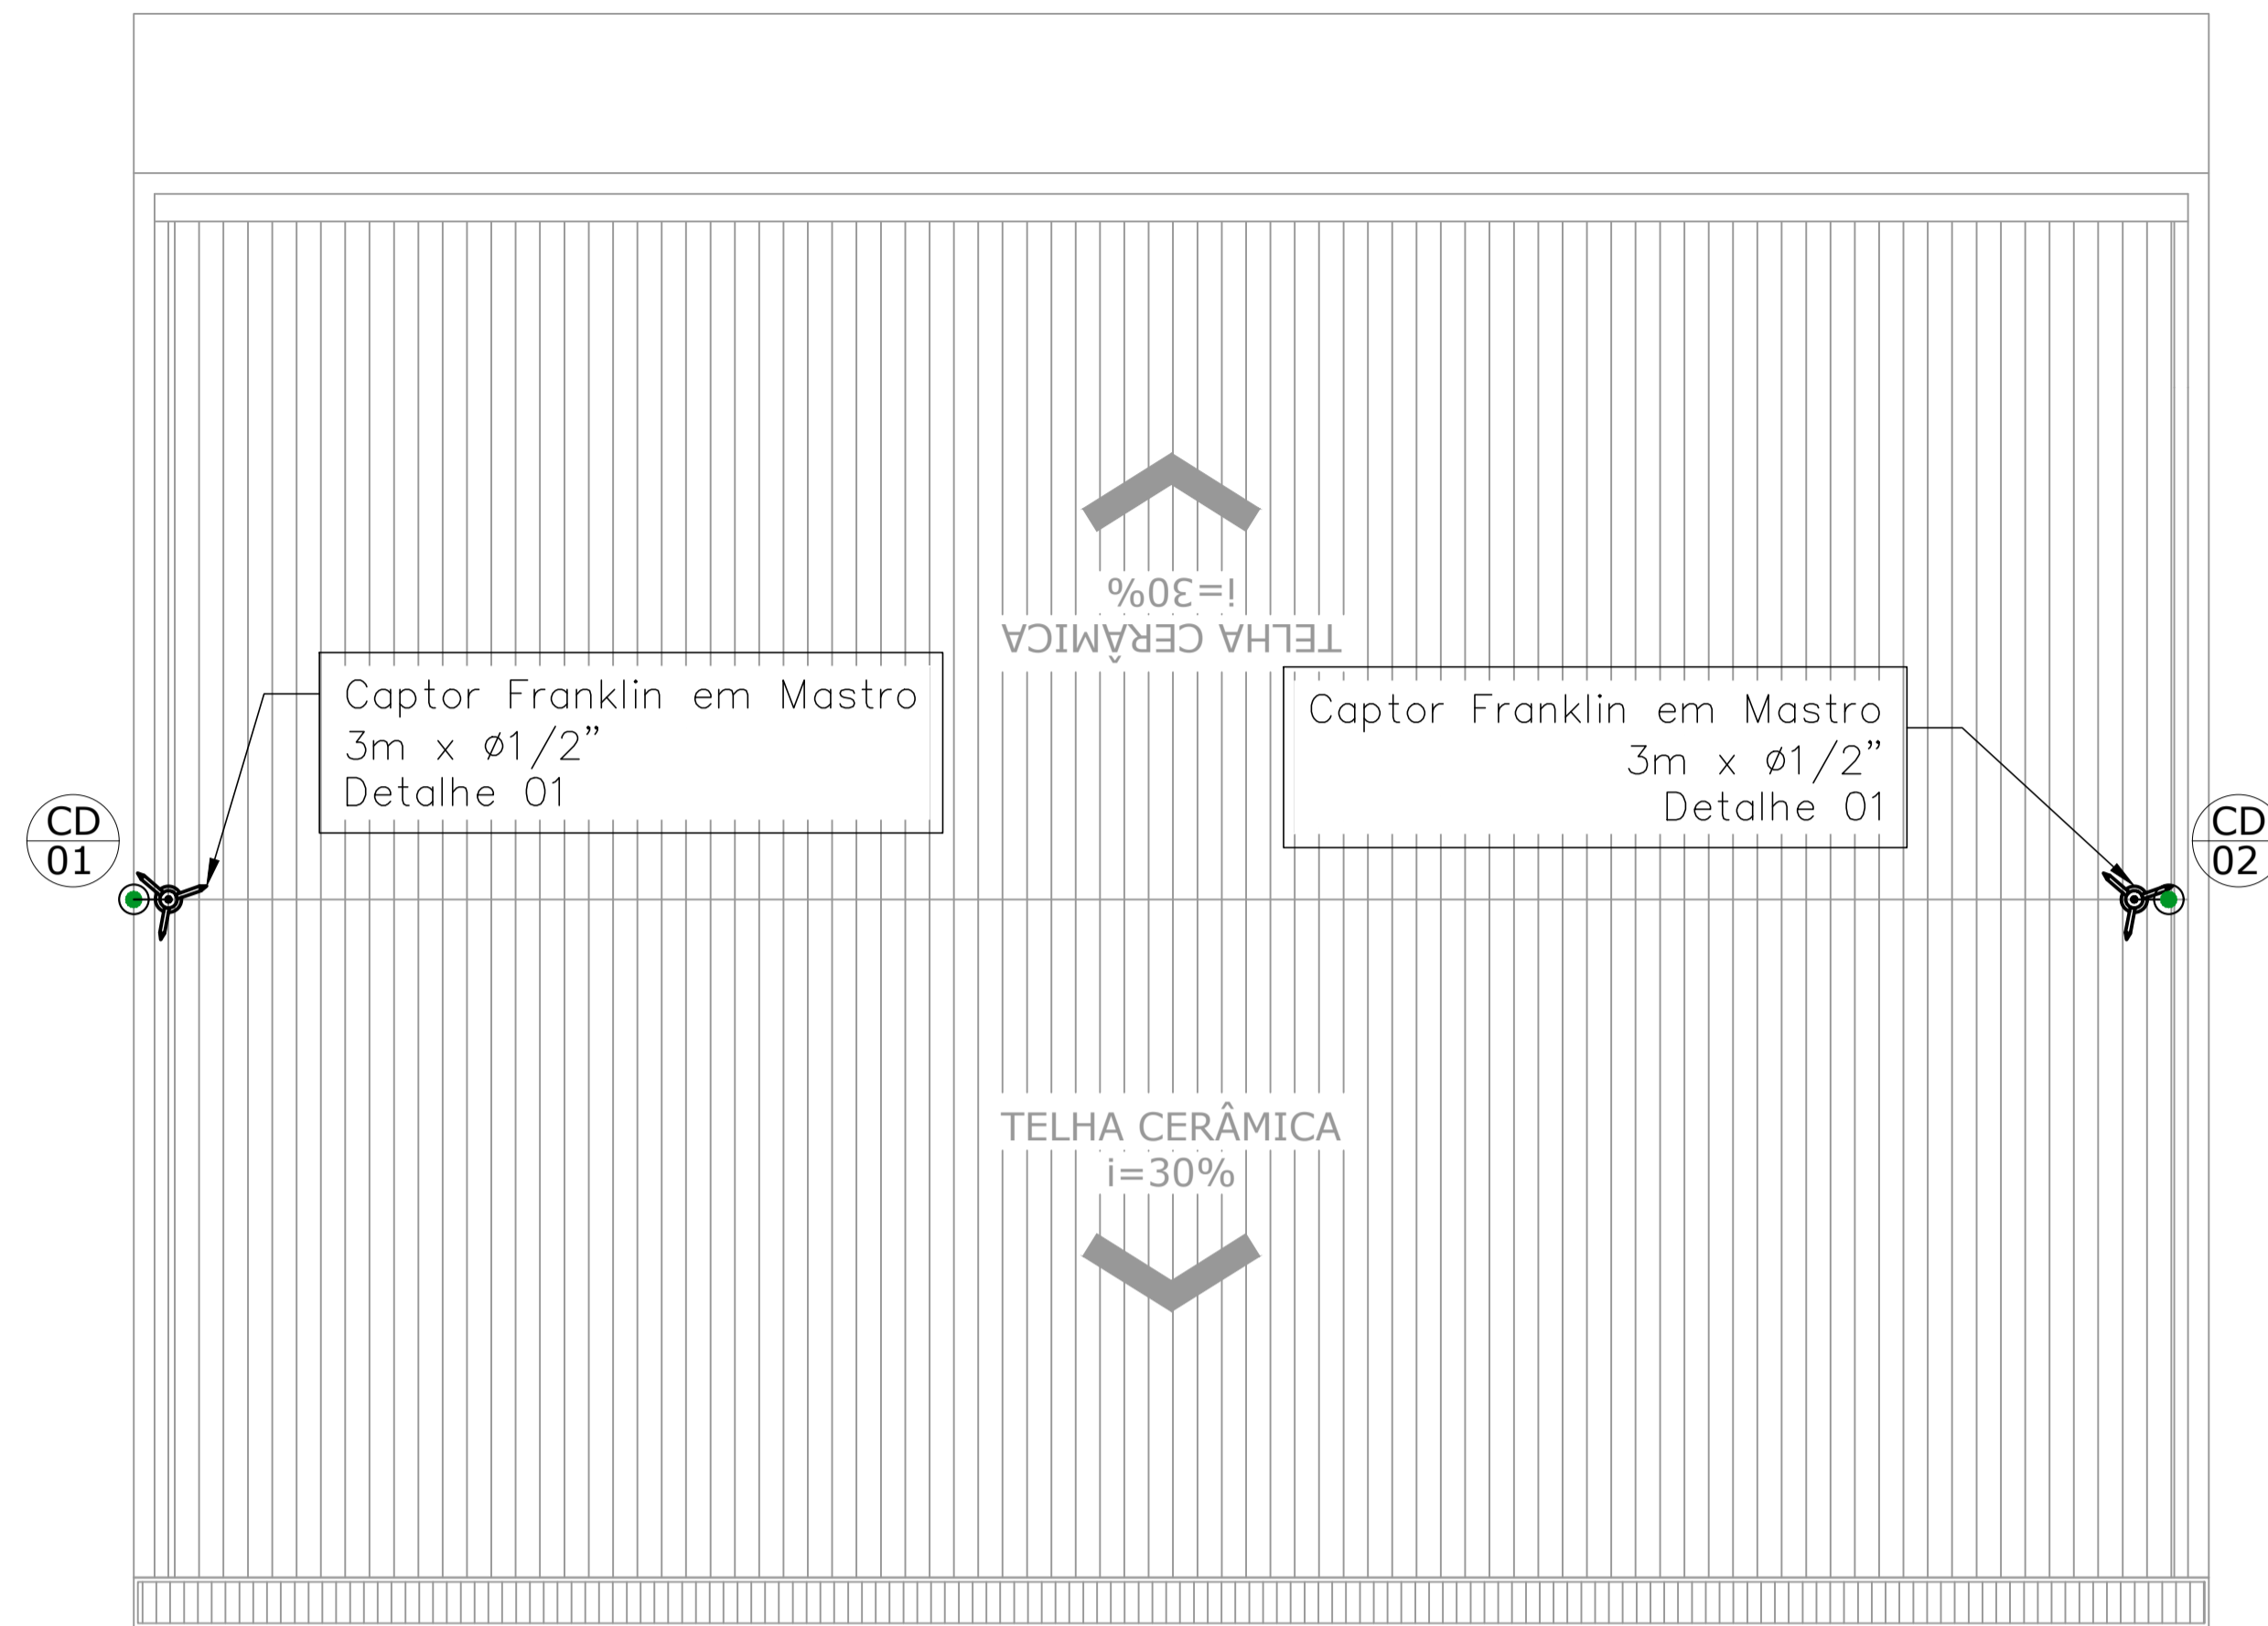 i=30%
TELHA CERÂMICA
Captor Franklin em Mastro
3m x ø1/2”
Detalhe 01
Captor Franklin em Mastro
3m x ø1/2”
Detalhe 01
CD
01
CD
02
TELHA CERÂMICA
i=30%